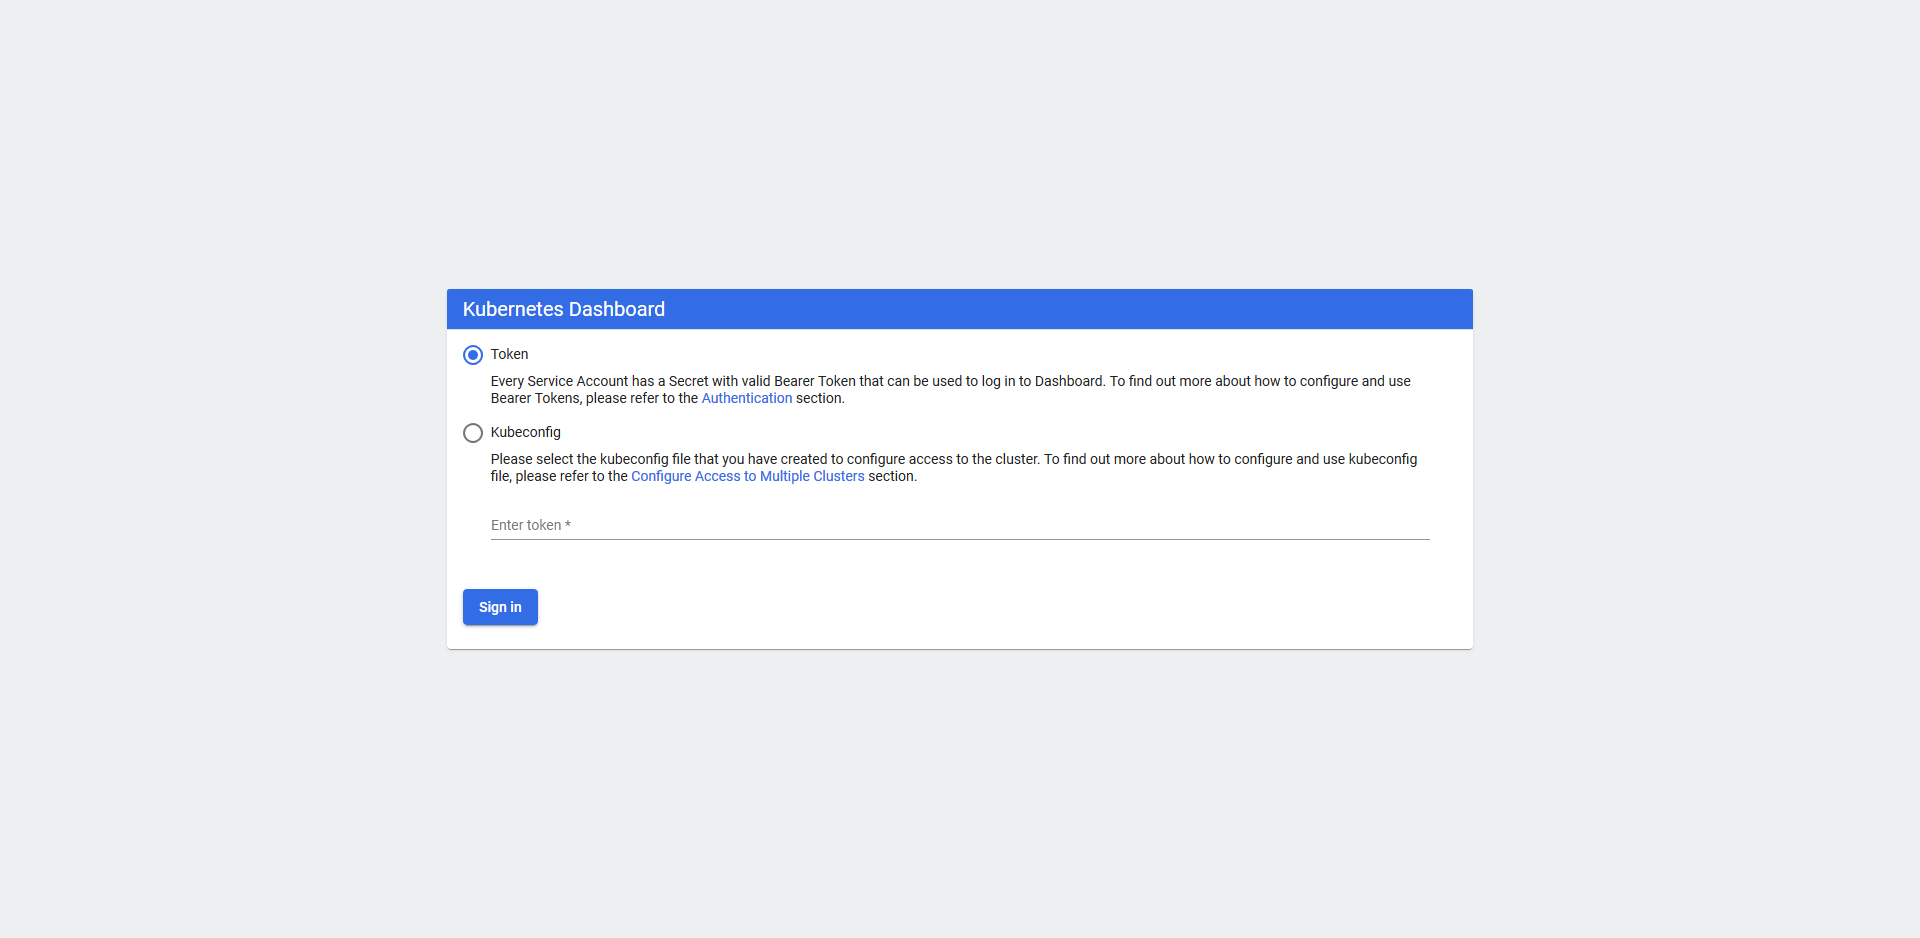 Kubernetes Dashboard
Token
Every Service Account has a Secret with valid Bearer Token that can be used to log in to Dashboard. To find out more about how to configure and use
Bearer Tokens, please refer to the Authentication section.
Kubeconfig
Please select the kubeconfig file that you have created to configure access to the cluster. To find out more about how to configure and use kubeconfig
file, please refer to the Configure Access to Multiple Clusters section.
Enter token *
Sign in